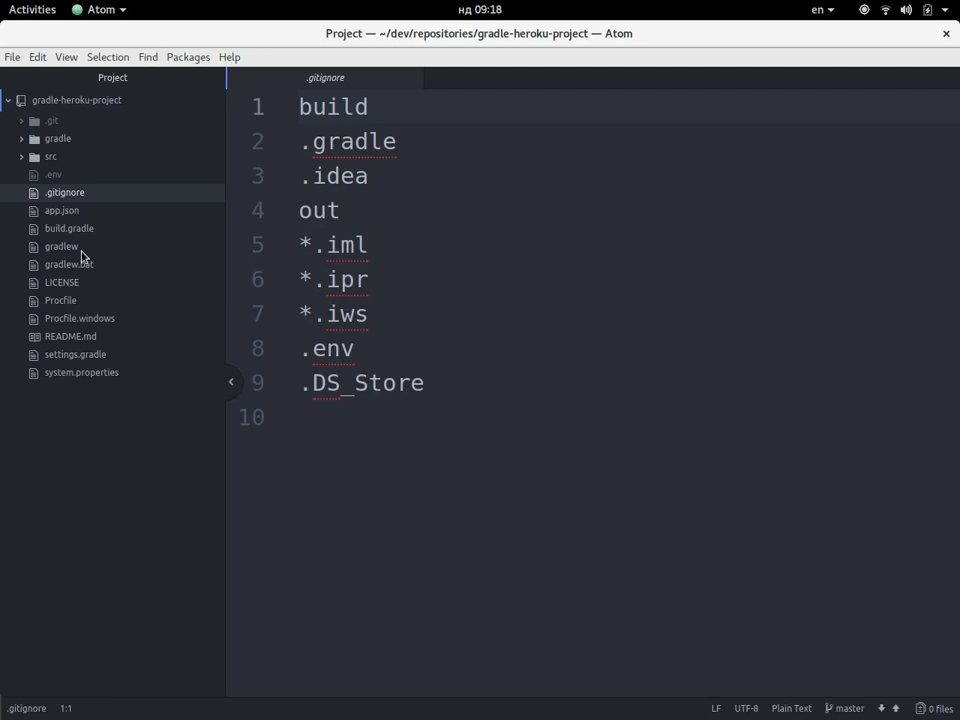 Activities Atom нд 09:18 en
Project — ~/dev/repositories/gradle-heroku-project — Atom
File Edit View Selection Find Packages Help
Project
gradle-heroku-project
.git
gradle
src
.env
.gitignore
app.json
build.gradle
gradlew
gradlew.bat
LICENSE
Procfile
Procfile.windows
README.md
settings.gradle
system.properties
.gitignore
1 build
2 .gradle
3 .idea
4 out
5 *.iml
6 *.ipr
7 *.iws
8 .env
9 .DS_Store
10
.gitignore 1:1 LF UTF-8 Plain Text master 0 files